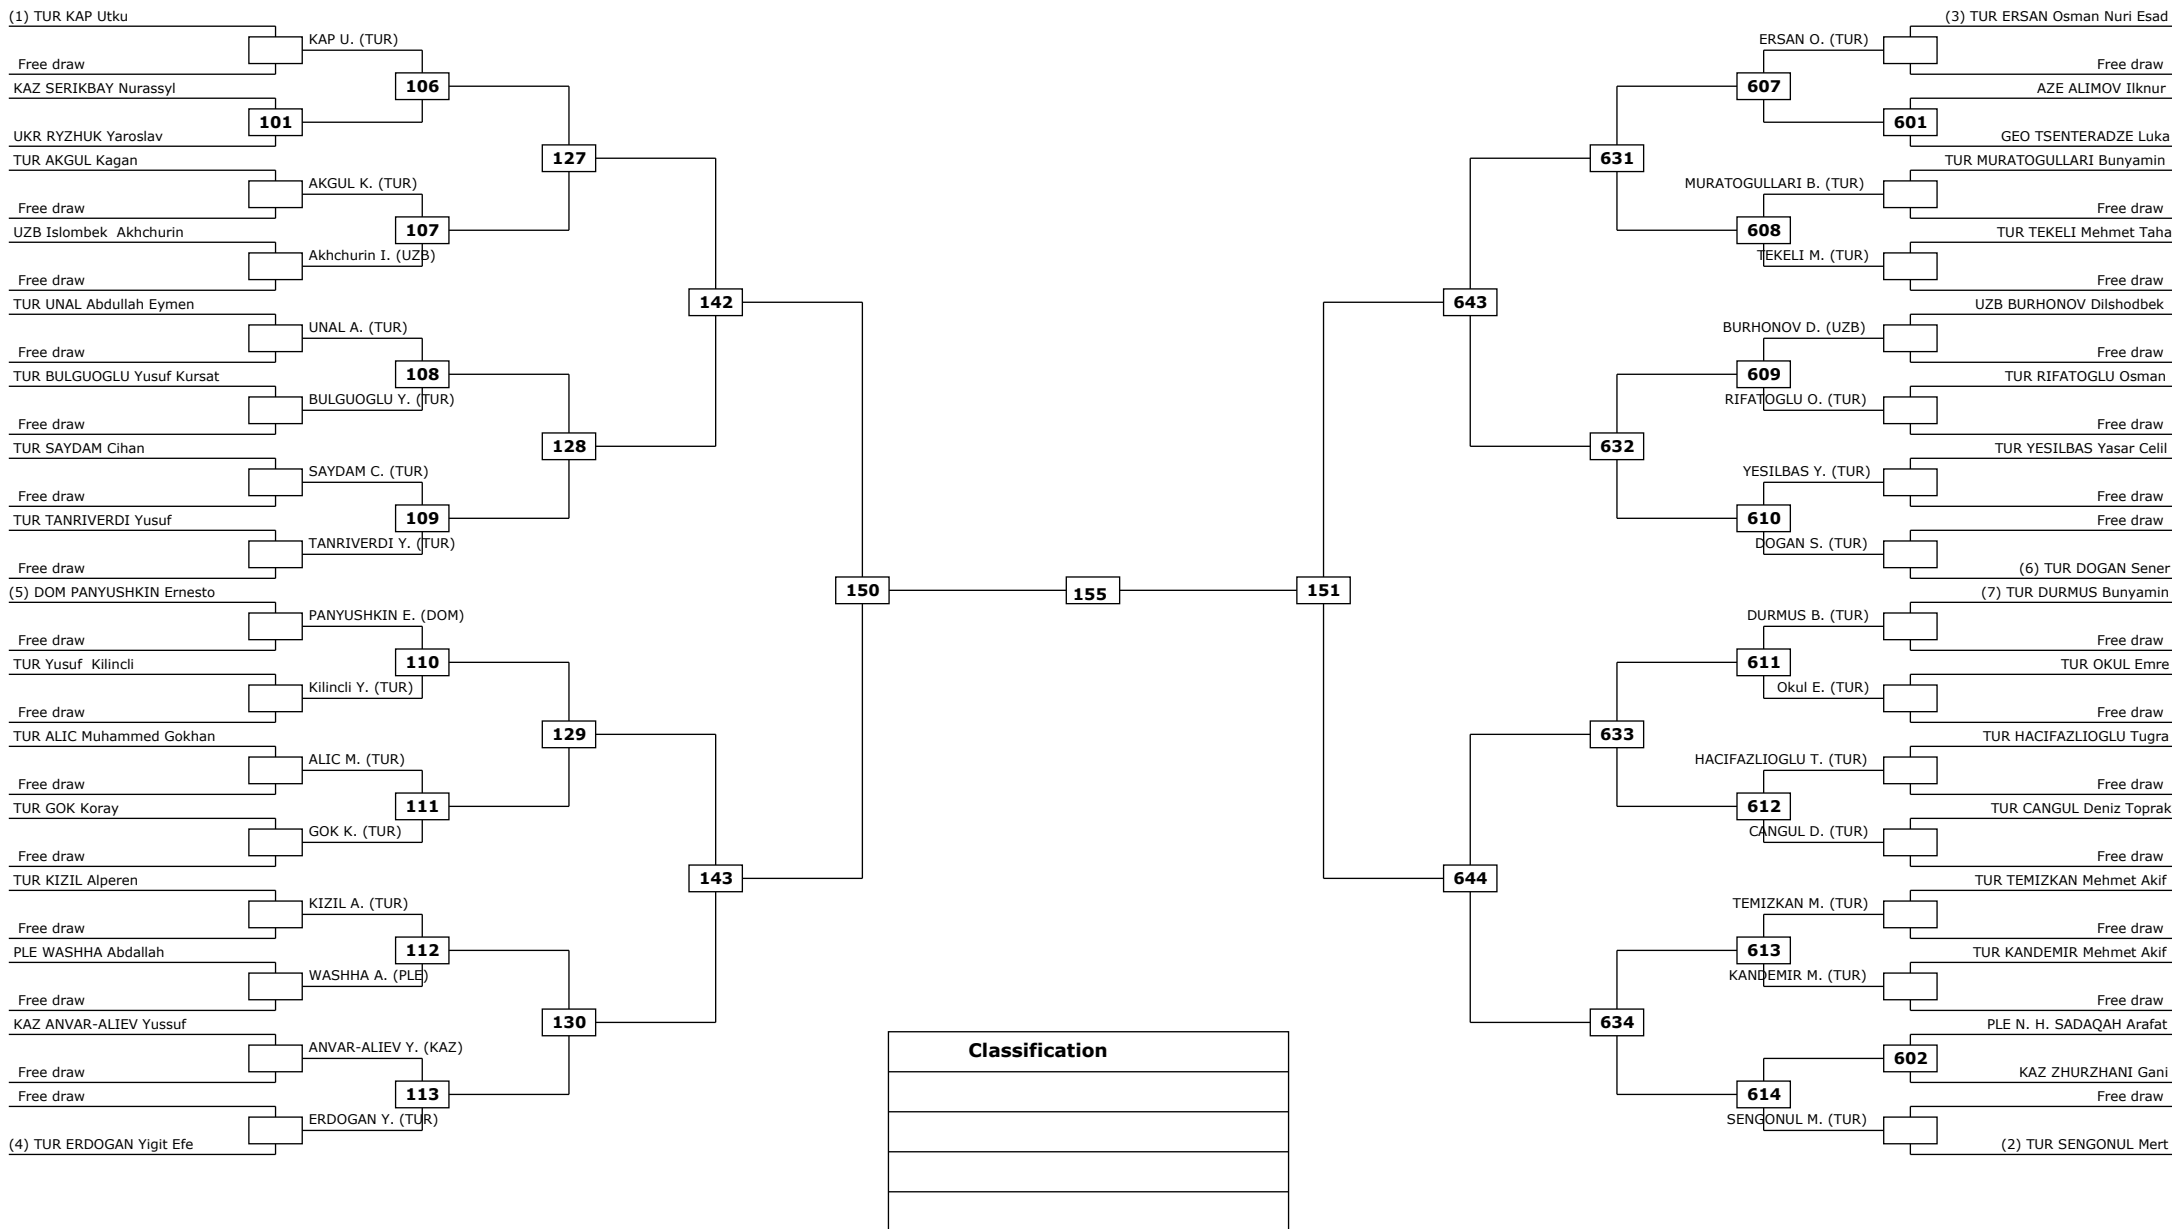 (1) TUR KAP Utku
KAP U. (TUR)
Free draw
106
KAZ SERIKBAY Nurassyl
101
UKR RYZHUK Yaroslav
127
TUR AKGUL Kagan
AKGUL K. (TUR)
Free draw
107
UZB Islombek  Akhchurin
Akhchurin I. (UZB)
Free draw
142
TUR UNAL Abdullah Eymen
UNAL A. (TUR)
Free draw
108
TUR BULGUOGLU Yusuf Kursat
BULGUOGLU Y. (TUR)
Free draw
128
TUR SAYDAM Cihan
SAYDAM C. (TUR)
Free draw
109
TUR TANRIVERDI Yusuf
TANRIVERDI Y. (TUR)
Free draw
150
(5) DOM PANYUSHKIN Ernesto
PANYUSHKIN E. (DOM)
Free draw
110
TUR Yusuf  Kilincli
Kilincli Y. (TUR)
Free draw
129
TUR ALIC Muhammed Gokhan
ALIC M. (TUR)
Free draw
111
TUR GOK Koray
GOK K. (TUR)
Free draw
143
TUR KIZIL Alperen
KIZIL A. (TUR)
Free draw
112
PLE WASHHA Abdallah
WASHHA A. (PLE)
Free draw
130
KAZ ANVAR-ALIEV Yussuf
ANVAR-ALIEV Y. (KAZ)
Free draw
113
Free draw
ERDOGAN Y. (TUR)
(4) TUR ERDOGAN Yigit Efe
155
Classification
(3) TUR ERSAN Osman Nuri Esad
ERSAN O. (TUR)
Free draw
607
AZE ALIMOV Ilknur
601
GEO TSENTERADZE Luka
631
TUR MURATOGULLARI Bunyamin
MURATOGULLARI B. (TUR)
Free draw
608
TUR TEKELI Mehmet Taha
TEKELI M. (TUR)
Free draw
643
UZB BURHONOV Dilshodbek
BURHONOV D. (UZB)
Free draw
609
TUR RIFATOGLU Osman
RIFATOGLU O. (TUR)
Free draw
632
TUR YESILBAS Yasar Celil
YESILBAS Y. (TUR)
Free draw
610
Free draw
DOGAN S. (TUR)
(6) TUR DOGAN Sener
151
(7) TUR DURMUS Bunyamin
DURMUS B. (TUR)
Free draw
611
TUR OKUL Emre
Okul E. (TUR)
Free draw
633
TUR HACIFAZLIOGLU Tugra
HACIFAZLIOGLU T. (TUR)
Free draw
612
TUR CANGUL Deniz Toprak
CANGUL D. (TUR)
Free draw
644
TUR TEMIZKAN Mehmet Akif
TEMIZKAN M. (TUR)
Free draw
613
TUR KANDEMIR Mehmet Akif
KANDEMIR M. (TUR)
Free draw
634
PLE N. H. SADAQAH Arafat
602
KAZ ZHURZHANI Gani
614
Free draw
SENGONUL M. (TUR)
(2) TUR SENGONUL Mert